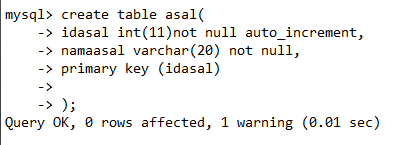 mysql> create table asal(
-> idasal int(11)not null auto_increment,
-> namaasal varchar(20) not null,
-> primary key (idasal)
->
-> );
Query OK, 0 rows affected, 1 warning (0.01 sec)